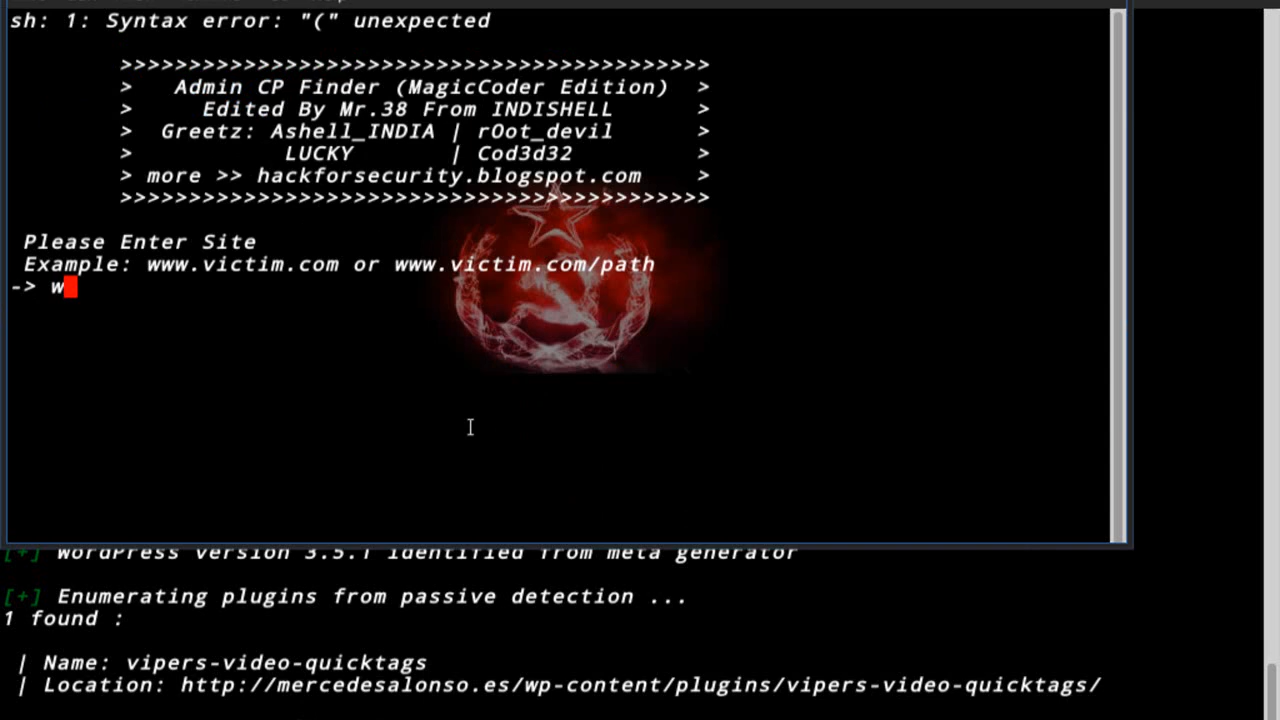 sh: 1: Syntax error: "(" unexpected
>>>>>>>>>>>>>>>>>>>>>>>>>>>>>>>>>>>>>>>>>>>
> Admin CP Finder (MagicCoder Edition) >
> Edited By Mr.38 From INDISHELL >
> Greetz: Ashell_INDIA | rOot_devil >
> LUCKY | Cod3d32 >
> more >> hackforsecurity.blogspot.com >
>>>>>>>>>>>>>>>>>>>>>>>>>>>>>>>>>>>>>>>>>>>
Please Enter Site
Example: www.victim.com or www.victim.com/path
-> w
[+] WordPress version 3.5.1 identified from meta generator
[+] Enumerating plugins from passive detection ...
1 found :
| Name: vipers-video-quicktags
| Location: http://mercedesalonso.es/wp-content/plugins/vipers-video-quicktags/